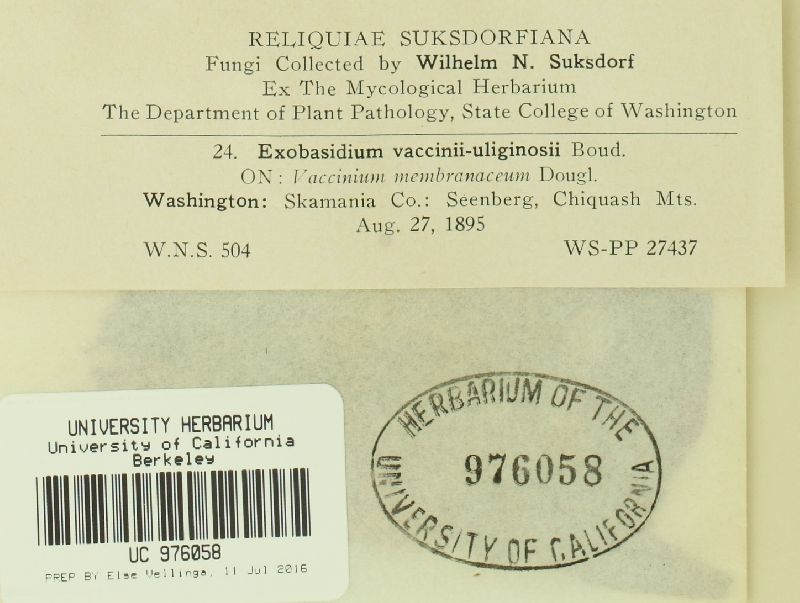 RELIQUIAE SUKSDORFIANA
Fungi Collected by Wilhelm N. Suksdorf
Ex The Mycological Herbarium
The Department of Plant Pathology, State College of Washington
24. Exobasidium vaccinii-uliginosii Boud.
ON: Vaccinium membranaceum Dougl.
Washington: Skamania Co.: Seenberg, Chiquash Mts.
Aug. 27, 1895
W.N.S. 504 WS-PP 27437
UNIVERSITY HERBARIUM
University of California
Berkeley
UC 976058
PREP BY Else Vellinga, 11 Jul 2016
HERBARIUM OF THE
976058
UNIVERSITY OF CALIFORNIA